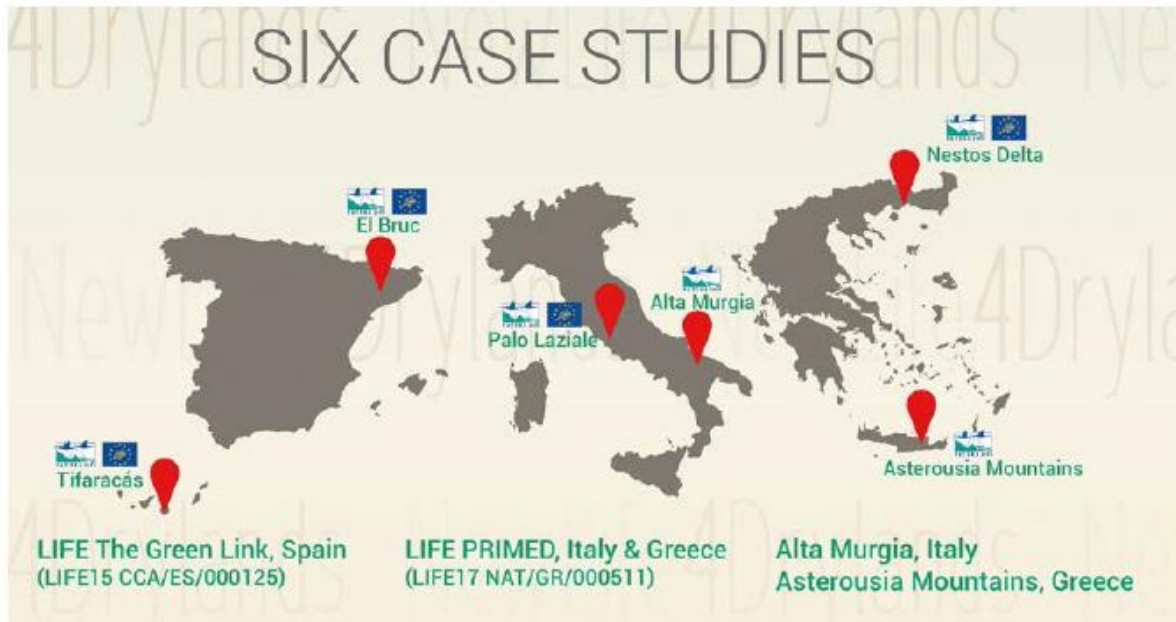 SIX CASE STUDIES
Nestos Delta
El Bruc
Alta Murgia
Palo Laziale
Tifaracás
Asterousia Mountains
LIFE The Green Link, Spain
(LIFE15 CCA/ES/000125)
LIFE PRIMED, Italy & Greece
(LIFE17 NAT/GR/000511)
Alta Murgia, Italy
Asterousia Mountains, Greece